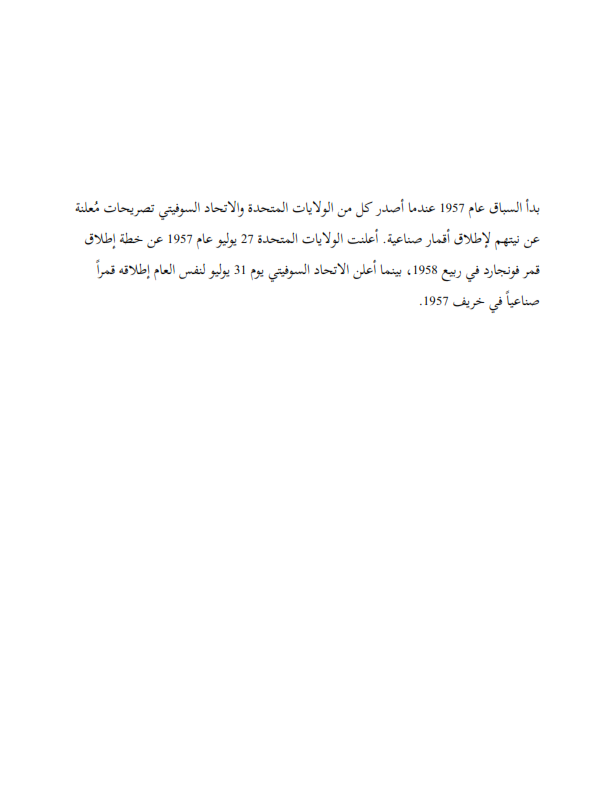 بدأ السباق عام 1957 عندما أصدر كل من الولايات المتحدة والاتحاد السوفيتي تصريحات مُعلنة
عن نيتهم لإطلاق أقمار صناعية. أعلنت الولايات المتحدة 27 يوليو عام 1957 عن خطة إطلاق
قمر فونجارد في ربيع 1958، بينما أعلن الاتحاد السوفيتي يوم 31 يوليو لنفس العام إطلاقه قمراً
صناعياً في خريف 1957.